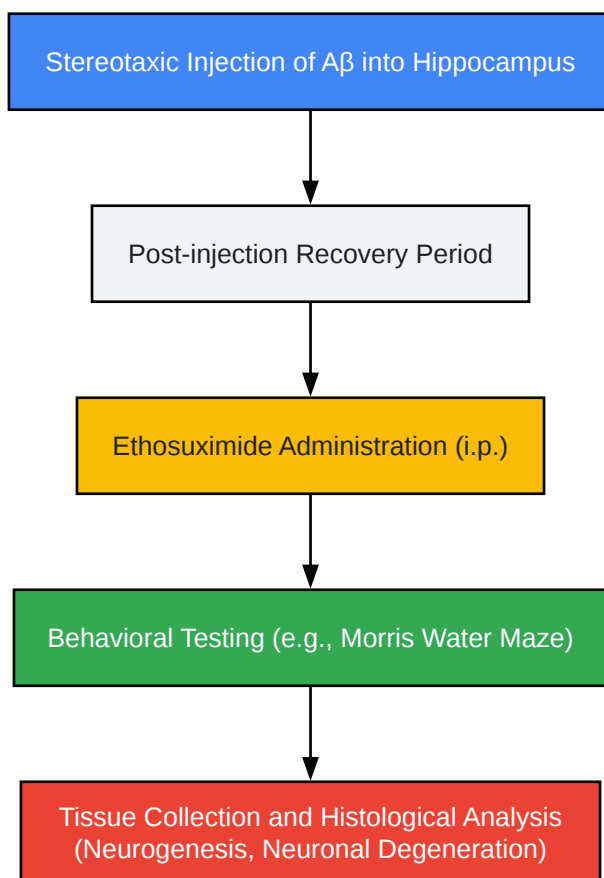 Stereotaxic Injection of Aβ into Hippocampus
Post-injection Recovery Period
Ethosuximide Administration (i.p.)
Behavioral Testing (e.g., Morris Water Maze)
Tissue Collection and Histological Analysis
(Neurogenesis, Neuronal Degeneration)